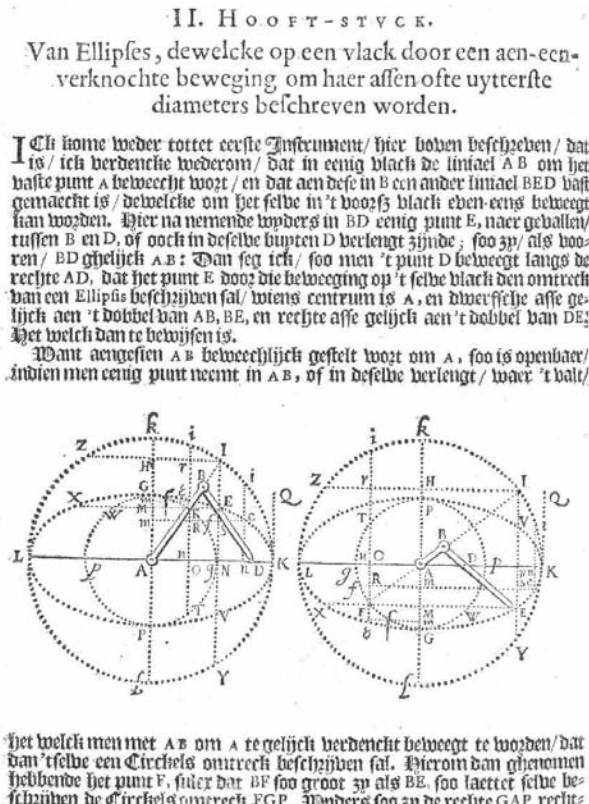 II. HOOFT-STVCK.
Van Ellipſes, dewelcke op een vlack door een aen-een-
verknochte beweging om haer aſſen ofte uytterſte
diameters beſchreven worden.
ICk kome weder tottet eerſte Inſtrument/ hier boven beſchreven/ dat
is/ ick verdencke wederom/ dat in eenig vlack de liniael AB om het
vaſte punt A beweecht wort/ en dat aen deſe in B een ander liniael BED vaſt
gemaeckt is/ dewelcke om het ſelve in't voorſz vlack even-eens beweegt
kan worden. Hier na nemende wyders in BD eenig punt E, naer gevallen/
tuſſen B en D, of oock in deſelve buyten D verlengt zijnde; ſoo zy/ als voo-
ren/ BD ghelijck AB: Dan ſeg ick/ ſoo men 't punt D beweegt langs de
rechte AD, dat het punt E door die beweeging op 't ſelve vlack den omtreck
van een Ellipſis beſchrijven ſal/ wiens centrum is A, en dwerſſche aſſe ge-
lijck aen 't dobbel van AB, BE, en rechte aſſe gelijck aen't dobbel van DE:
Het welck dan te bewijſen is.
Want aengeſien AB beweechlijck geſtelt wort om A, ſoo is openbaer/
indien men eenig punt neemt in AB, of in deſelve verlengt/ waer 't valt/
k
i
Z
I
H
r
B
i
G
X
E
Q
W
M
m
R
S
L
A
n
O
g
N
n
D
K
T
V
P
Y
k
i
I
Z
r
H
Q
T
P
V
B
L
O
A
D
p
K
g
R
X
F
M
W
E
G
Y
het welck men met AB om A te gelijck verdenckt beweegt te worden/ dat
dan 't ſelve een Circkels omtreck beſchrijven ſal. Hierom dan ghenomen
hebbende het punt F, ſulcx dat BF ſoo groot zy als BE, ſoo laettet ſelve be-
ſchrijven de Circkels omtreck FGP. Wyders ſoo zy de rechte GAP recht-